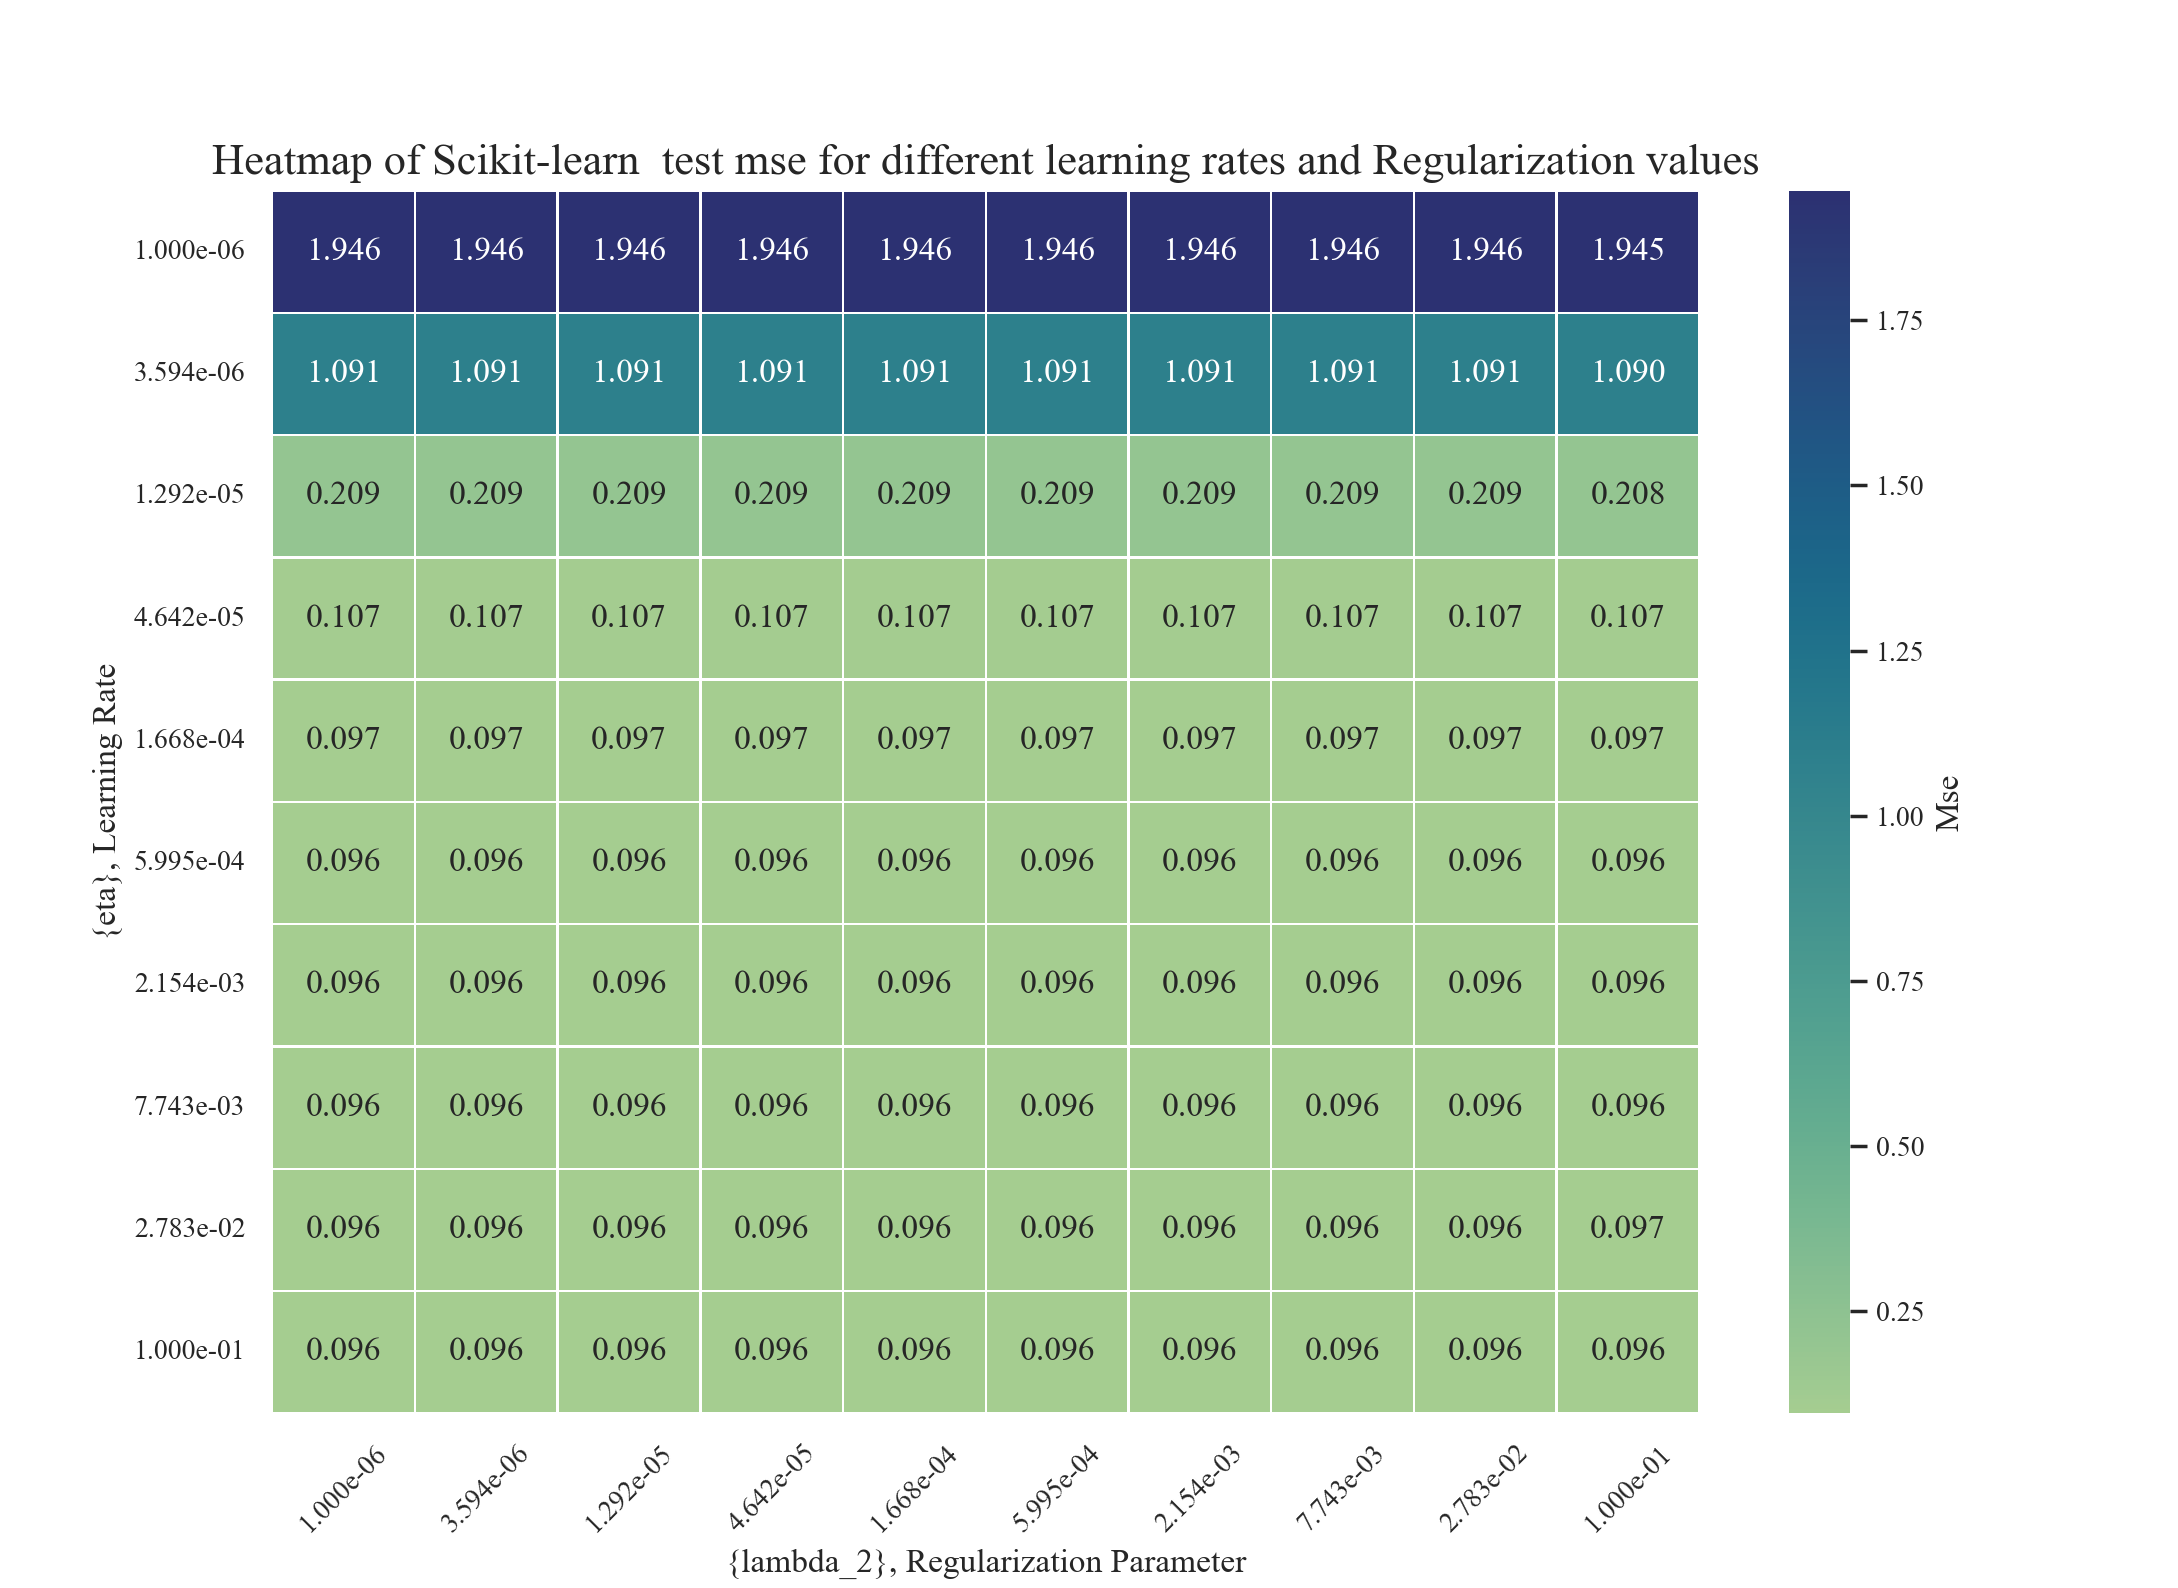 Heatmap of Scikit-learn  test mse for different learning rates and Regularization values
1.000e-06 1.946 1.946 1.946 1.946 1.946 1.946 1.946 1.946 1.946 1.945
3.594e-06 1.091 1.091 1.091 1.091 1.091 1.091 1.091 1.091 1.091 1.090
1.292e-05 0.209 0.209 0.209 0.209 0.209 0.209 0.209 0.209 0.209 0.208
4.642e-05 0.107 0.107 0.107 0.107 0.107 0.107 0.107 0.107 0.107 0.107
1.668e-04 0.097 0.097 0.097 0.097 0.097 0.097 0.097 0.097 0.097 0.097
5.995e-04 0.096 0.096 0.096 0.096 0.096 0.096 0.096 0.096 0.096 0.096
2.154e-03 0.096 0.096 0.096 0.096 0.096 0.096 0.096 0.096 0.096 0.096
7.743e-03 0.096 0.096 0.096 0.096 0.096 0.096 0.096 0.096 0.096 0.096
2.783e-02 0.096 0.096 0.096 0.096 0.096 0.096 0.096 0.096 0.096 0.097
1.000e-01 0.096 0.096 0.096 0.096 0.096 0.096 0.096 0.096 0.096 0.096
{eta}, Learning Rate
1.000e-06 3.594e-06 1.292e-05 4.642e-05 1.668e-04 5.995e-04 2.154e-03 7.743e-03 2.783e-02 1.000e-01
{lambda_2}, Regularization Parameter
1.75
1.50
1.25
1.00
0.75
0.50
0.25
Mse